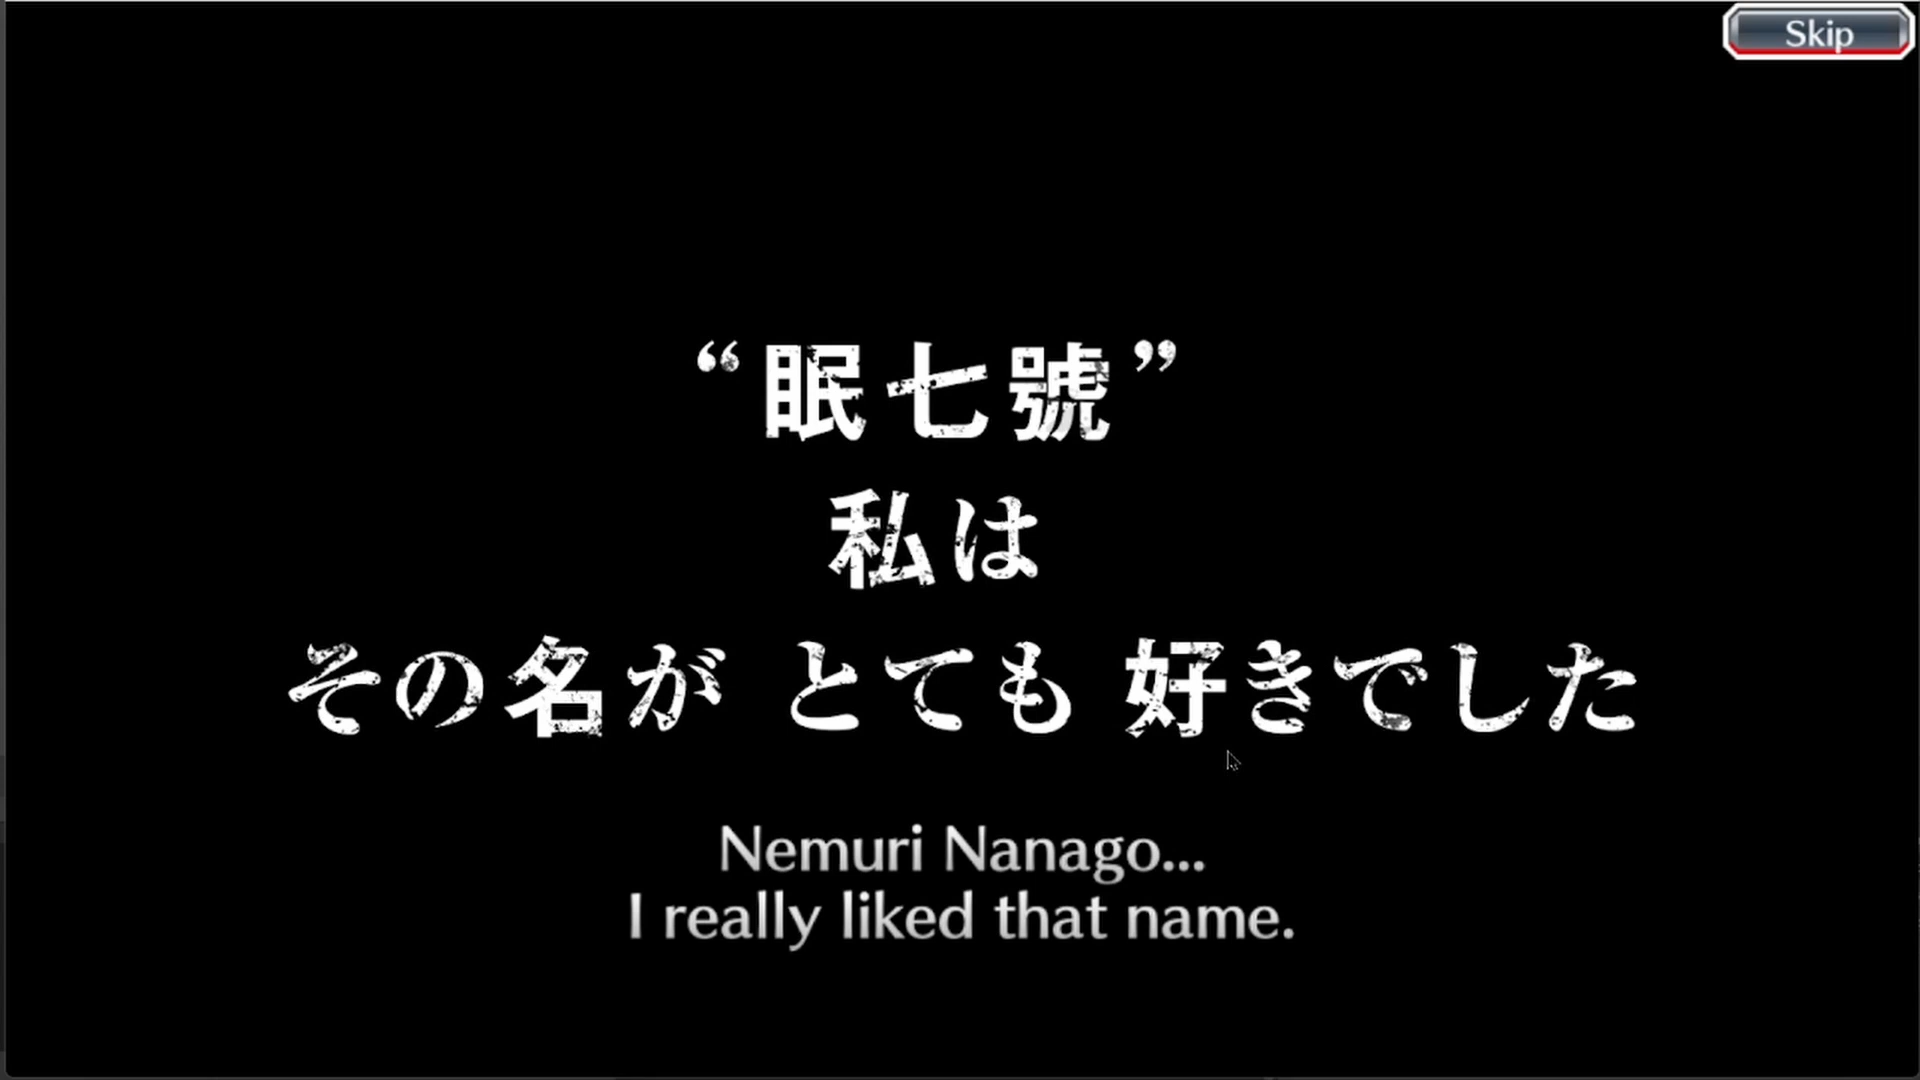 Skip
“眠七號”
私は
その名が とても 好きでした
Nemuri Nanago...
I really liked that name.